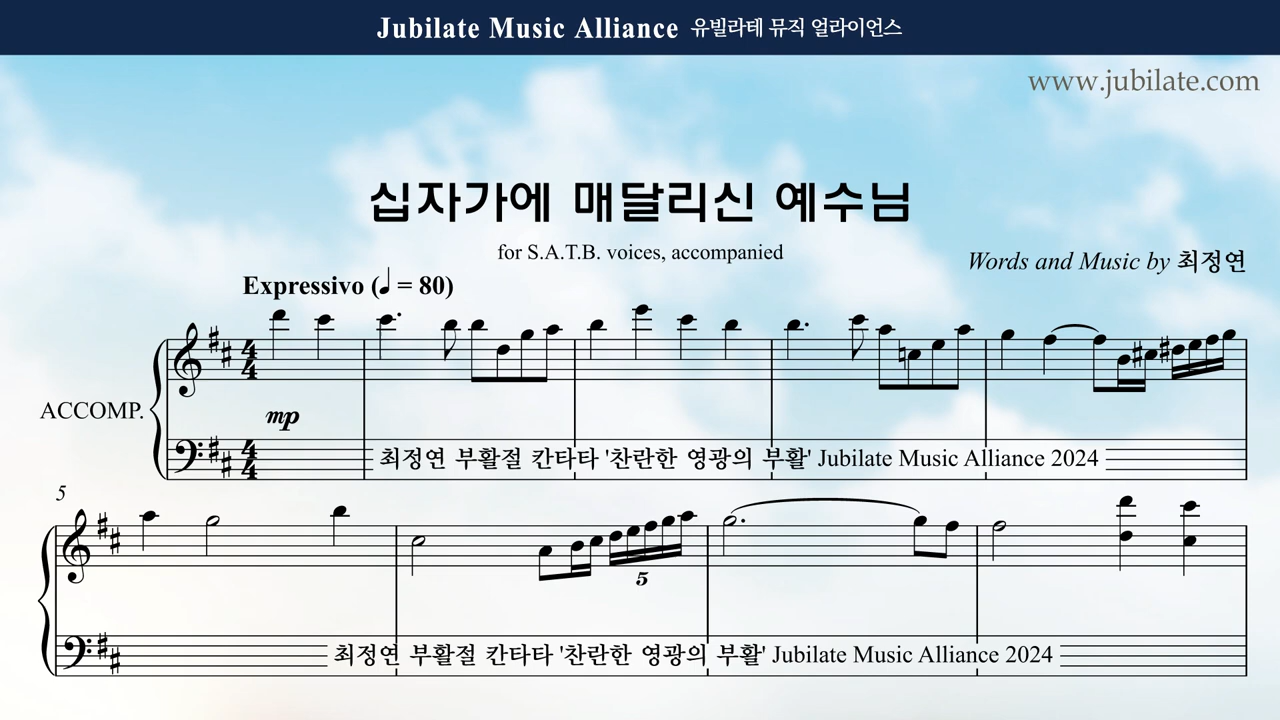 Jubilate Music Alliance 유빌라테 뮤직 얼라이언스
www.jubilate.com
십자가에 매달리신 예수님
for S.A.T.B. voices, accompanied
Words and Music by 최정연
Expressivo (♩ = 80)
mp
ACCOMP.
최정연 부활절 칸타타 '찬란한 영광의 부활' Jubilate Music Alliance 2024
5
5
최정연 부활절 칸타타 '찬란한 영광의 부활' Jubilate Music Alliance 2024